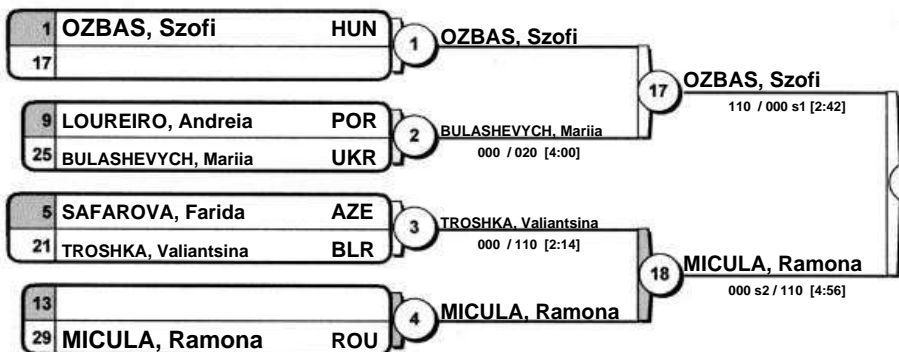 1 OZBAS, Szofi HUN
17
1
OZBAS, Szofi
9 LOUREIRO, Andreia POR
25 BULASHEVYCH, Mariia UKR
2
BULASHEVYCH, Mariia
000 / 020 [4:00]
17
OZBAS, Szofi
110 / 000 s1 [2:42]
5 SAFAROVA, Farida AZE
21 TROSHKA, Valiantsina BLR
3
TROSHKA, Valiantsina
000 / 110 [2:14]
13
29 MICULA, Ramona ROU
4
MICULA, Ramona
18
MICULA, Ramona
000 s2 / 110 [4:56]